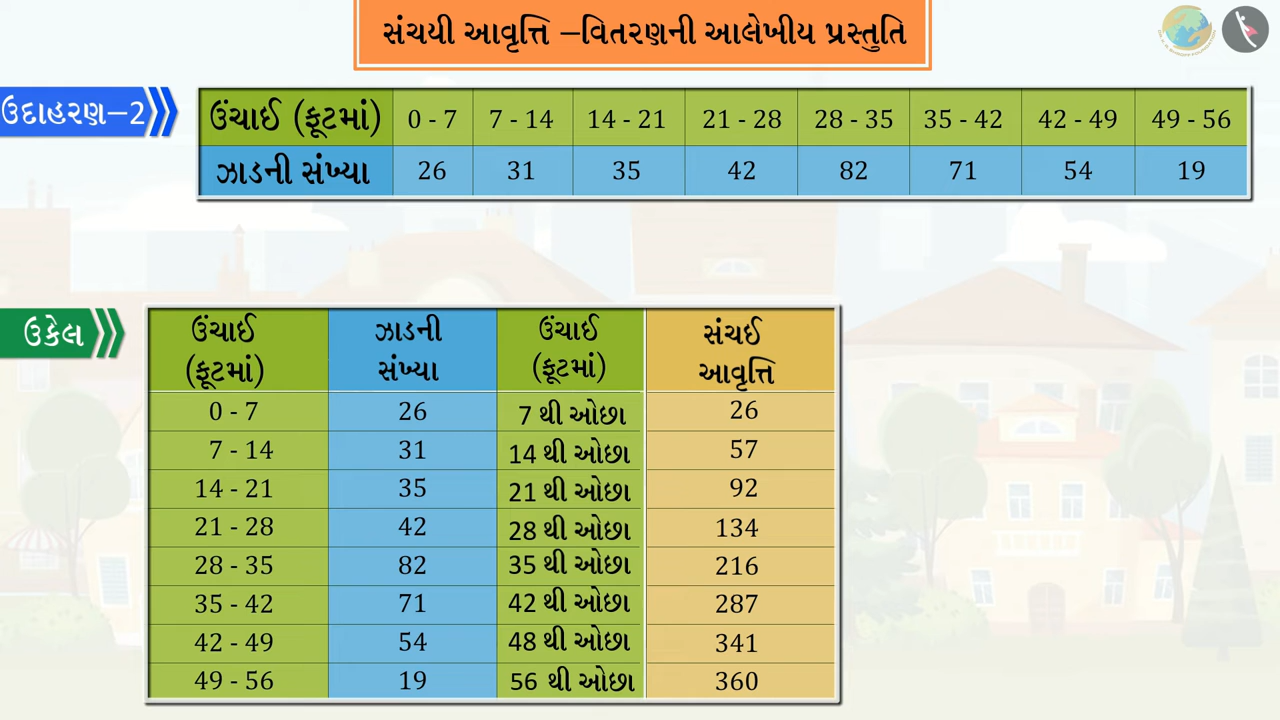 સંચયી આવૃત્તિ –વિતરણની આલેખીય પ્રસ્તુતિ
ઉદાહરણ–2
ઉંચાઈ (ફૂટમાં) 0 - 7 7 - 14 14 - 21 21 - 28 28 - 35 35 - 42 42 - 49 49 - 56
ઝાડની સંખ્યા 26 31 35 42 82 71 54 19
ઉકેલ
ઉંચાઈ ઝાડની ઉંચાઈ સંચઈ
(ફૂટમાં) સંખ્યા (ફૂટમાં) આવૃત્તિ
0 - 7 26 7 થી ઓછા 26
7 - 14 31 14 થી ઓછા 57
14 - 21 35 21 થી ઓછા 92
21 - 28 42 28 થી ઓછા 134
28 - 35 82 35 થી ઓછા 216
35 - 42 71 42 થી ઓછા 287
42 - 49 54 48 થી ઓછા 341
49 - 56 19 56 થી ઓછા 360